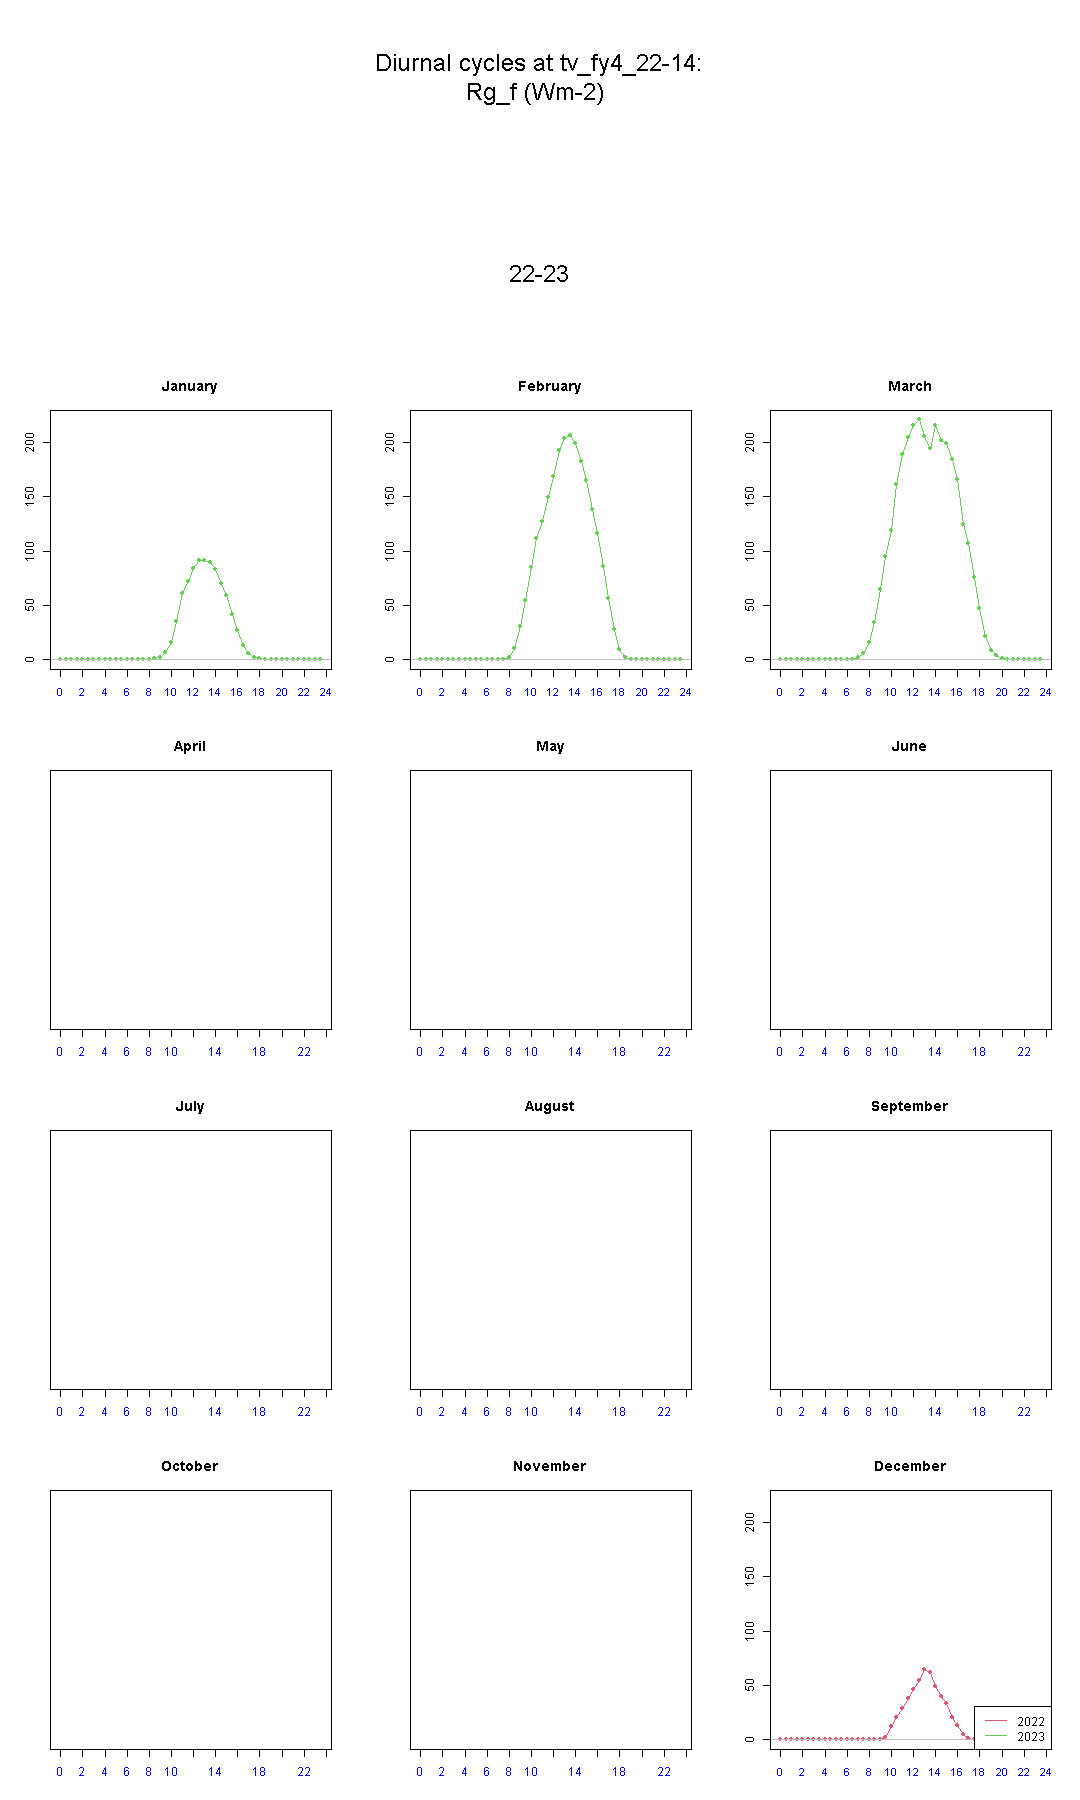 Diurnal cycles at tv_fy4_22-14:
Rg_f (Wm-2)
22-23
January February March
200 200 200
150 150 150
100 100 100
50 50 50
0 0 0
0 2 4 6 8 10 12 14 16 18 20 22 24 0 2 4 6 8 10 12 14 16 18 20 22 24 0 2 4 6 8 10 12 14 16 18 20 22 24
April May June
0 2 4 6 8 10 14 18 22 0 2 4 6 8 10 14 18 22 0 2 4 6 8 10 14 18 22
July August September
0 2 4 6 8 10 14 18 22 0 2 4 6 8 10 14 18 22 0 2 4 6 8 10 14 18 22
October November December
200
150
100
50
0
2022
2023
0 2 4 6 8 10 14 18 22 0 2 4 6 8 10 14 18 22 0 2 4 6 8 10 12 14 16 18 20 22 24